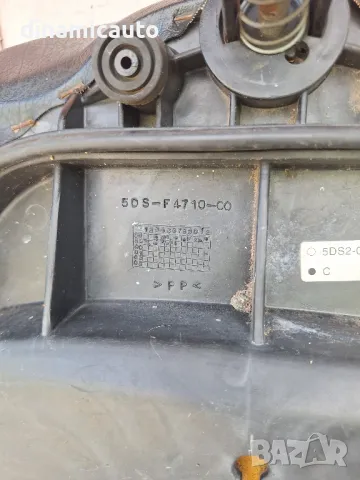 dinamicauto
5DS-F4710-C0
5DS2-
C
>PP<
BAZAR